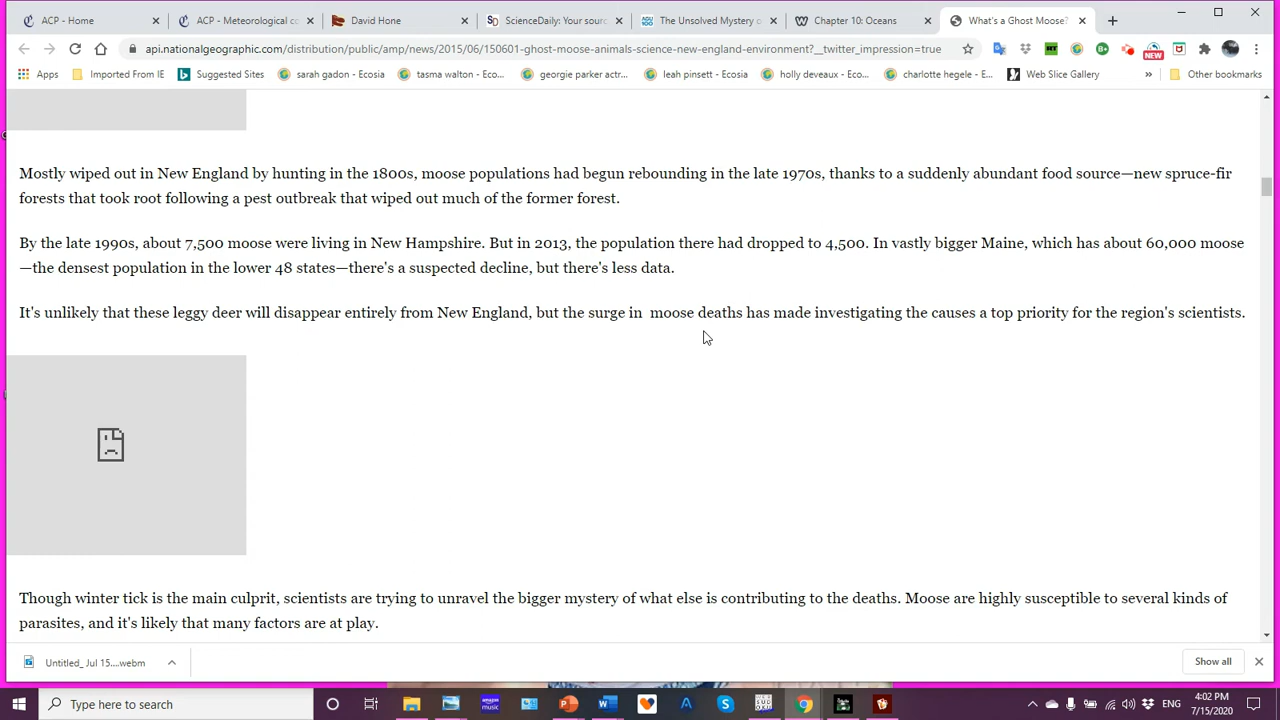 ACP - Home
ACP - Meteorological co
David Hone
ScienceDaily: Your sour
The Unsolved Mystery o
Chapter 10: Oceans
What's a Ghost Moose?
api.nationalgeographic.com/distribution/public/amp/news/2015/06/150601-ghost-moose-animals-science-new-england-environment?__twitter_impression=true
Apps
Imported From IE
Suggested Sites
sarah gadon - Ecosia
tasma walton - Eco...
georgie parker actr...
leah pinsett - Ecosia
holly deveaux - Eco...
charlotte hegele - E...
Web Slice Gallery
»
Other bookmarks
Mostly wiped out in New England by hunting in the 1800s, moose populations had begun rebounding in the late 1970s, thanks to a suddenly abundant food source—new spruce-fir
forests that took root following a pest outbreak that wiped out much of the former forest.
By the late 1990s, about 7,500 moose were living in New Hampshire. But in 2013, the population there had dropped to 4,500. In vastly bigger Maine, which has about 60,000 moose
—the densest population in the lower 48 states—there's a suspected decline, but there's less data.
It's unlikely that these leggy deer will disappear entirely from New England, but the surge in moose deaths has made investigating the causes a top priority for the region's scientists.
Though winter tick is the main culprit, scientists are trying to unravel the bigger mystery of what else is contributing to the deaths. Moose are highly susceptible to several kinds of
parasites, and it's likely that many factors are at play.
Untitled_ Jul 15....webm
Show all
Type here to search
ENG
4:02 PM
7/15/2020